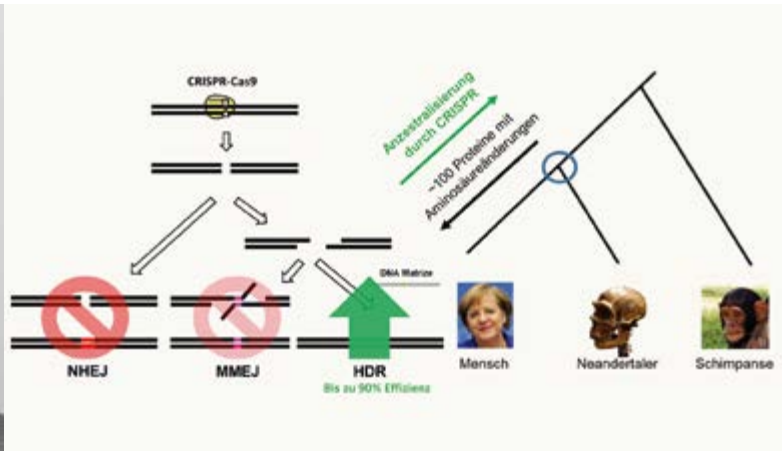 CRISPR-Cas9
Anzestralisierung
durch CRISPR
~100 Proteine mit
Aminosäureänderungen
DNA Matrize
NHEJ
MMEJ
HDR
Bis zu 90% Effizienz
Mensch
Neandertaler
Schimpanse